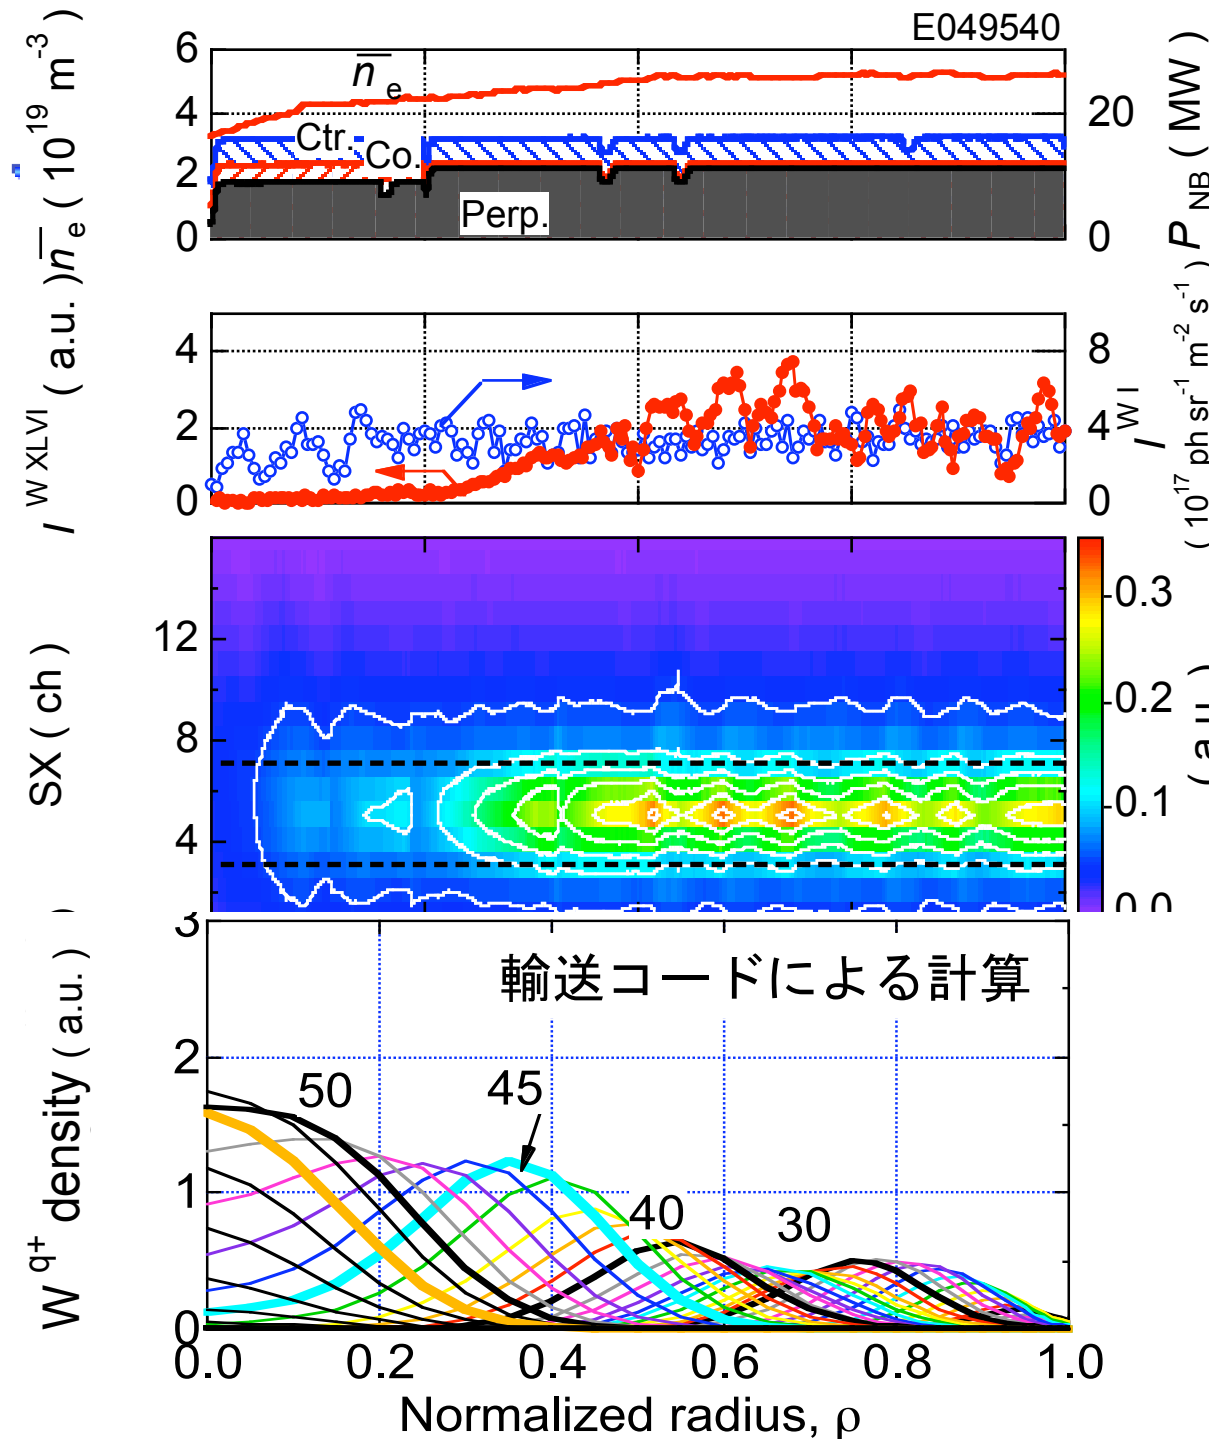 E049540
n̅ e ( 10 19 m -3 )
6
4
2
0
n̅ e
Ctr.
Co.
Perp.
20
0
P NB ( MW )
I W XLVI ( a.u. )
4
2
0
8
4
0
I W I
( 10 17 ph sr -1 m -2 s -1 )
SX ( ch )
12
8
4
0.3
0.2
0.1
0.0
( a.u. )
W q+ density ( a.u. )
3
2
1
0
輸送コードによる計算
50
45
40
30
0.0 0.2 0.4 0.6 0.8 1.0
Normalized radius, ρ